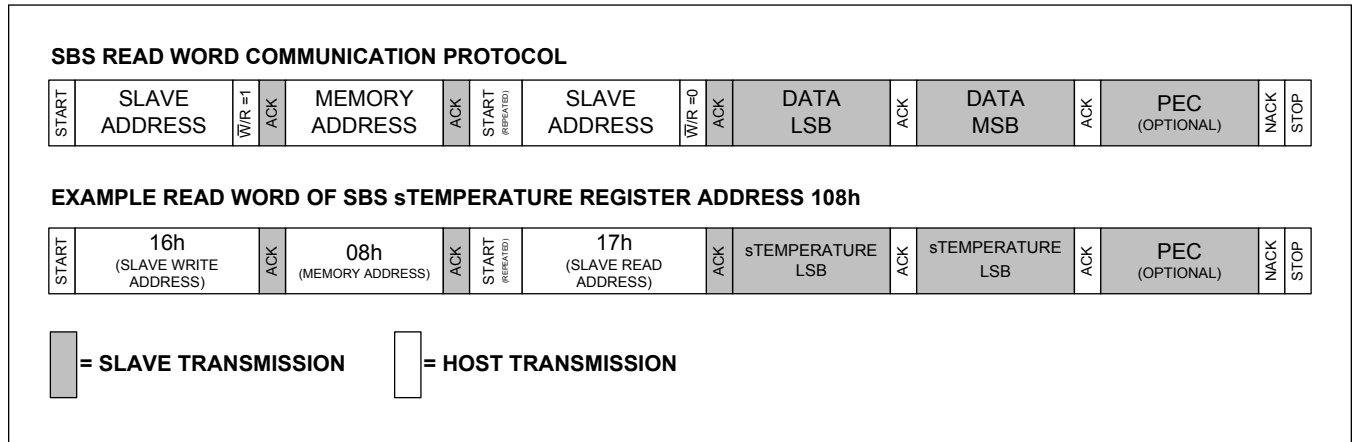 SBS READ WORD COMMUNICATION PROTOCOL
START
SLAVE
ADDRESS
W̅/R =1
ACK
MEMORY
ADDRESS
ACK
START
(REPEATED)
SLAVE
ADDRESS
W̅/R =0
ACK
DATA
LSB
ACK
DATA
MSB
ACK
PEC
(OPTIONAL)
NACK
STOP
EXAMPLE READ WORD OF SBS sTEMPERATURE REGISTER ADDRESS 108h
START
16h
(SLAVE WRITE
ADDRESS)
ACK
08h
(MEMORY ADDRESS)
ACK
START
(REPEATED)
17h
(SLAVE READ
ADDRESS)
ACK
sTEMPERATURE
LSB
ACK
sTEMPERATURE
LSB
ACK
PEC
(OPTIONAL)
NACK
STOP
= SLAVE TRANSMISSION
= HOST TRANSMISSION